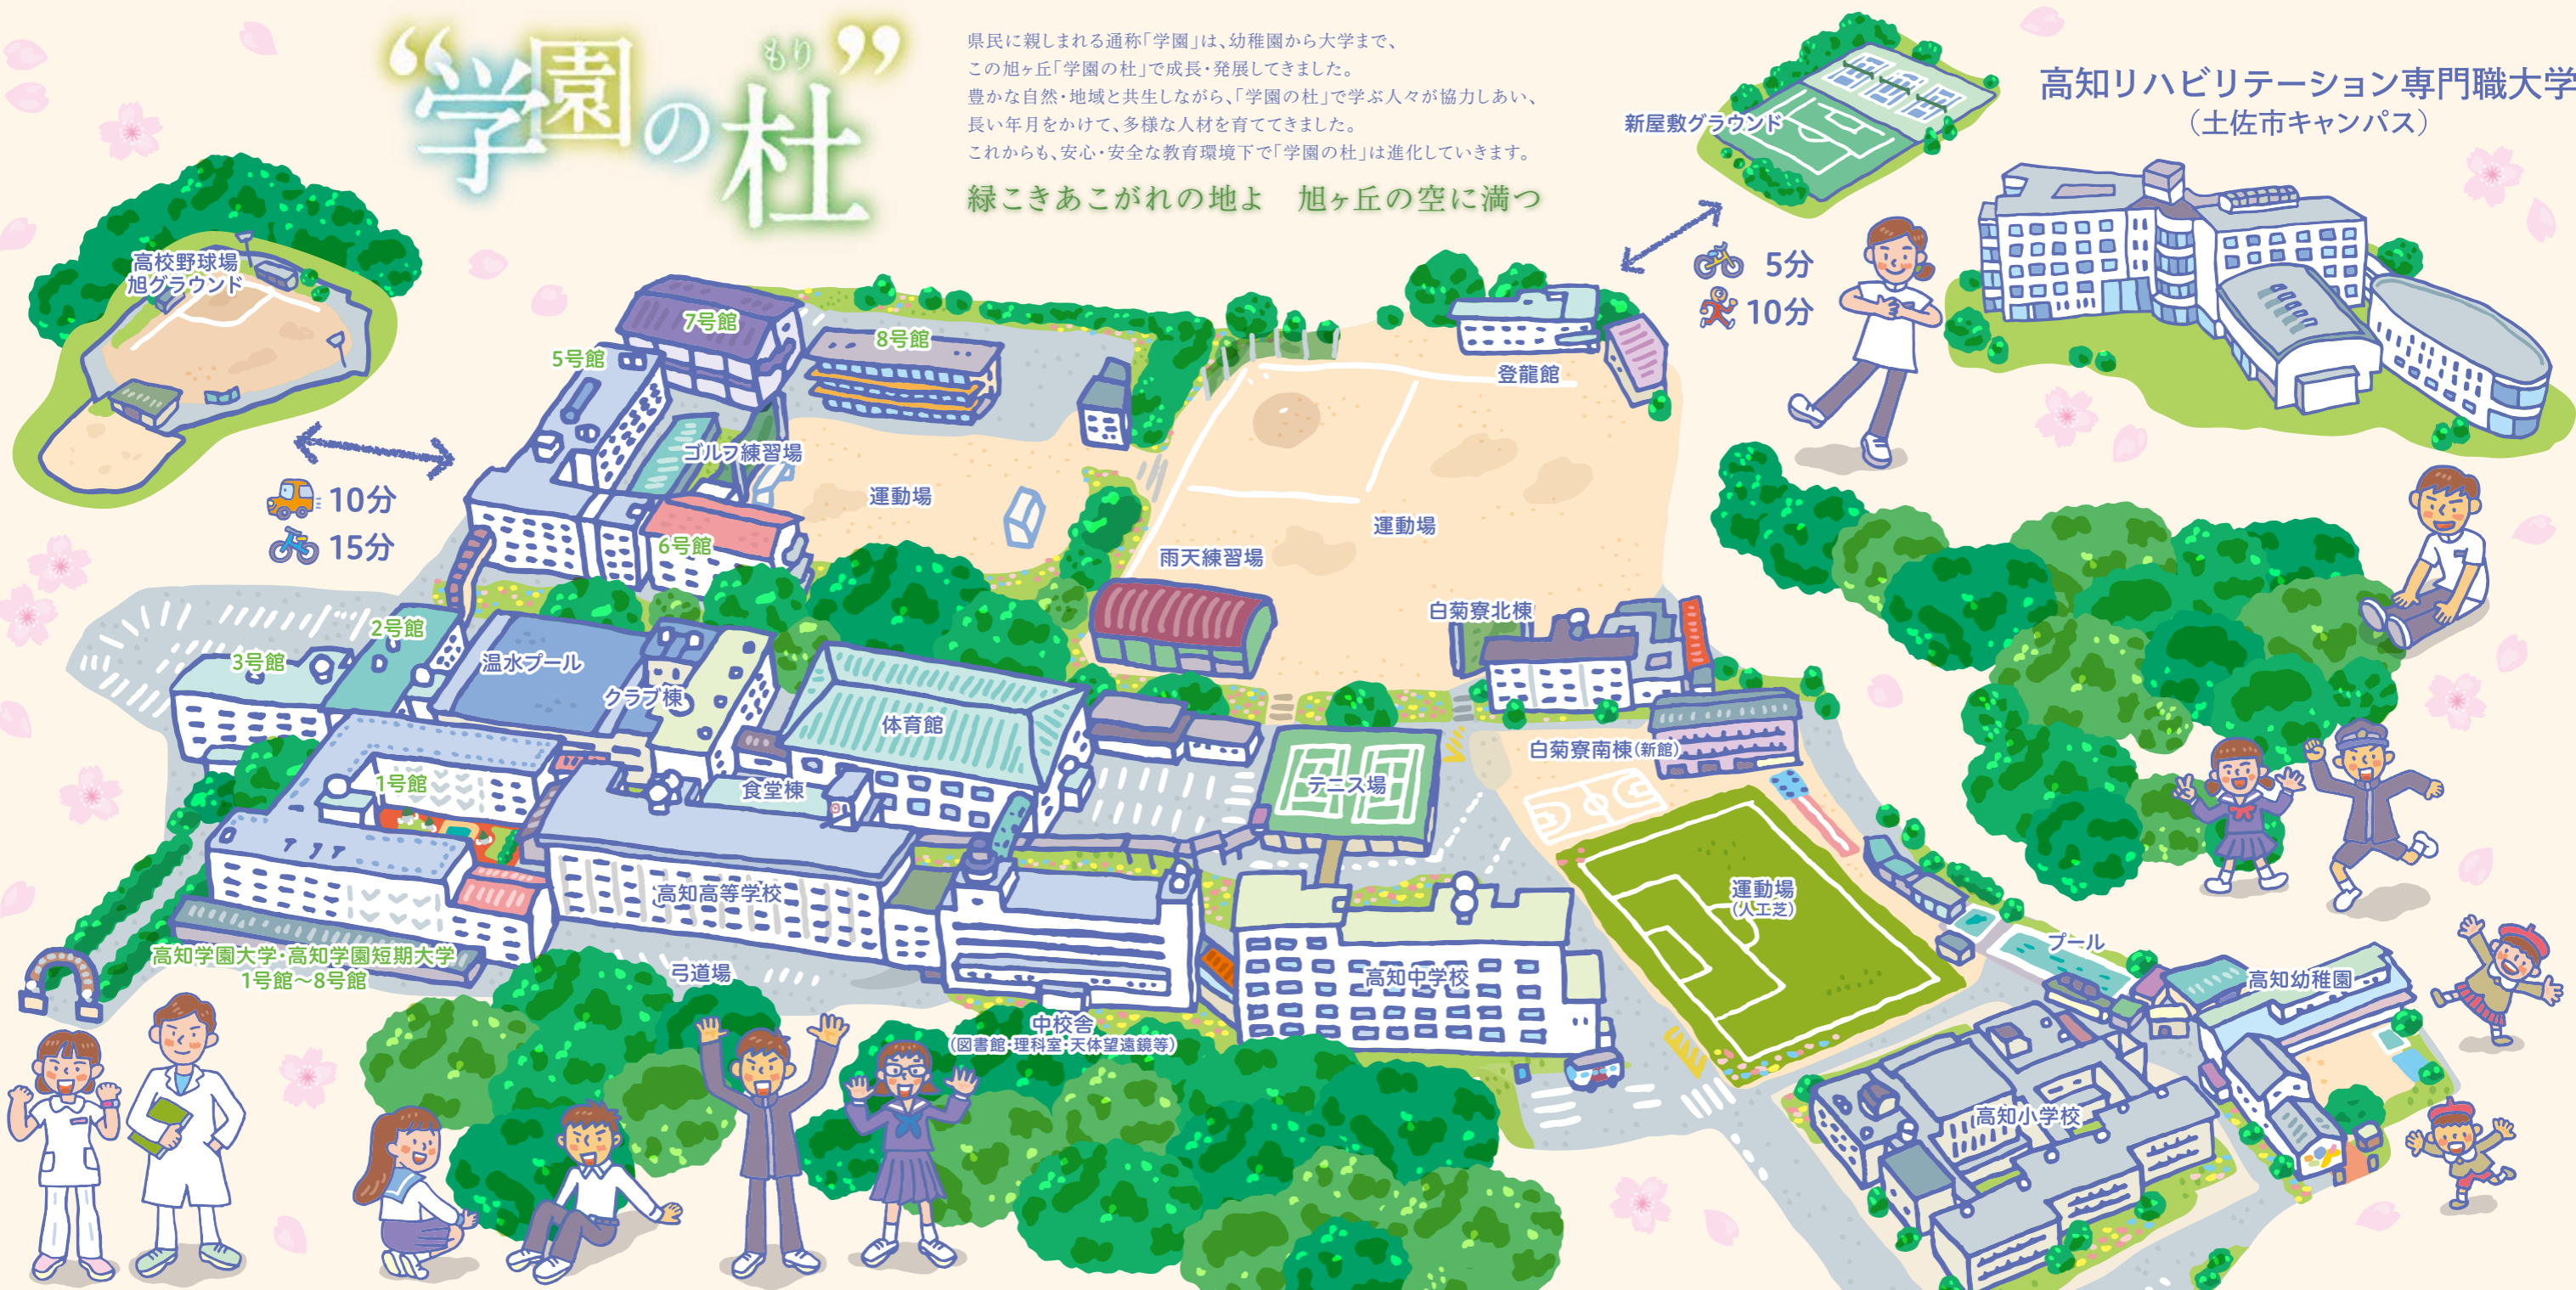 “学園の杜”
もり
県民に親しまれる通称「学園」は、幼稚園から大学まで、
この旭ヶ丘「学園の杜」で成長・発展してきました。
豊かな自然・地域と共生しながら、「学園の杜」で学ぶ人々が協力しあい、
長い年月をかけて、多様な人材を育ててきました。
これからも、安心・安全な教育環境下で「学園の杜」は進化していきます。
緑こきあこがれの地よ　旭ヶ丘の空に満つ
新屋敷グラウンド
高知リハビリテーション専門職大学
（土佐市キャンパス）
5分
10分
高校野球場
旭グラウンド
10分
15分
7号館
5号館
8号館
ゴルフ練習場
運動場
6号館
登龍館
運動場
雨天練習場
白菊寮北棟
2号館
3号館
温水プール
クラブ棟
体育館
白菊寮南棟(新館)
1号館
食堂棟
テニス場
高知高等学校
運動場
(人工芝)
プール
高知学園大学・高知学園短期大学
1号館～8号館
弓道場
高知中学校
高知幼稚園
中校舎
(図書館・理科室・天体望遠鏡等)
高知小学校